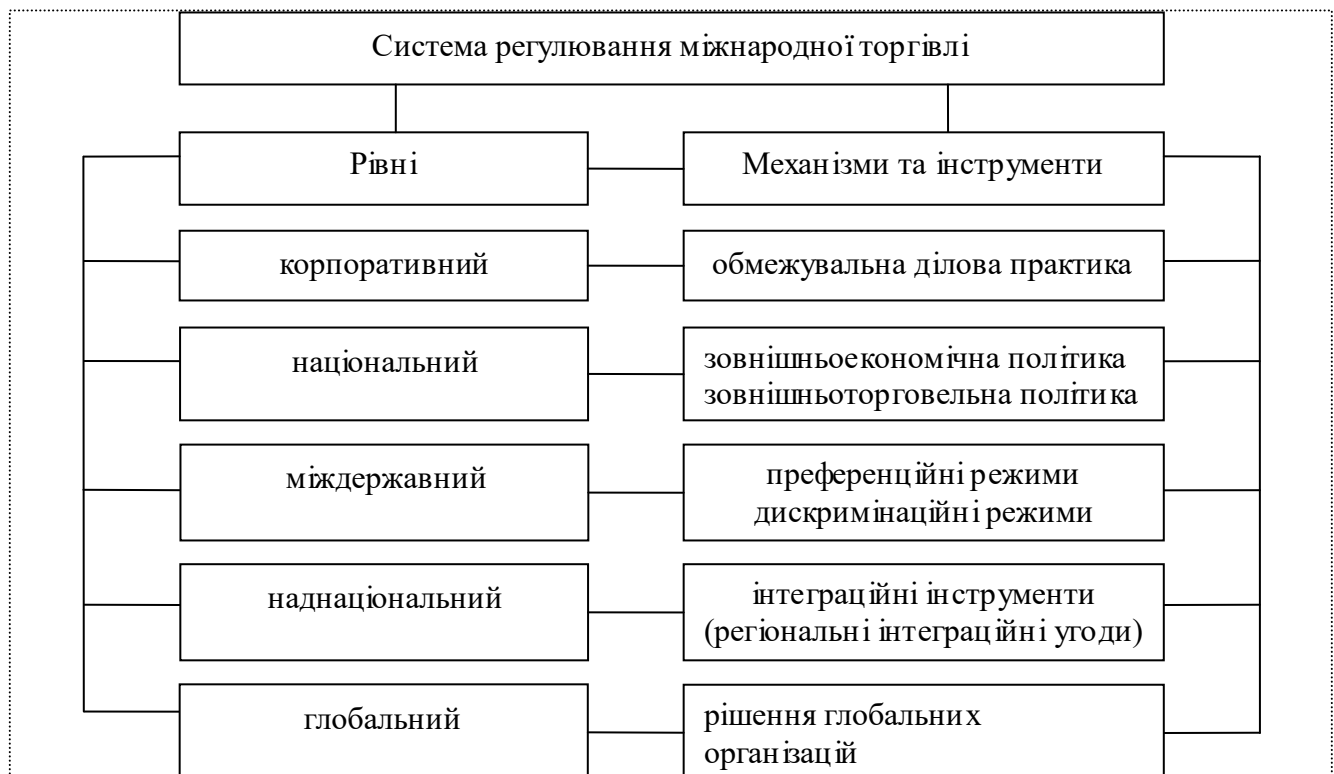 Система регулювання міжнародної торгівлі
Рівні
Механізми та інструменти
корпоративний
обмежувальна ділова практика
національний
зовнішньоекономічна політика
зовнішньоторговельна політика
міждержавний
преференційні режими
дискримінаційні режими
наднаціональний
інтеграційні інструменти
(регіональні інтеграційні угоди)
глобальний
рішення глобальних
організацій